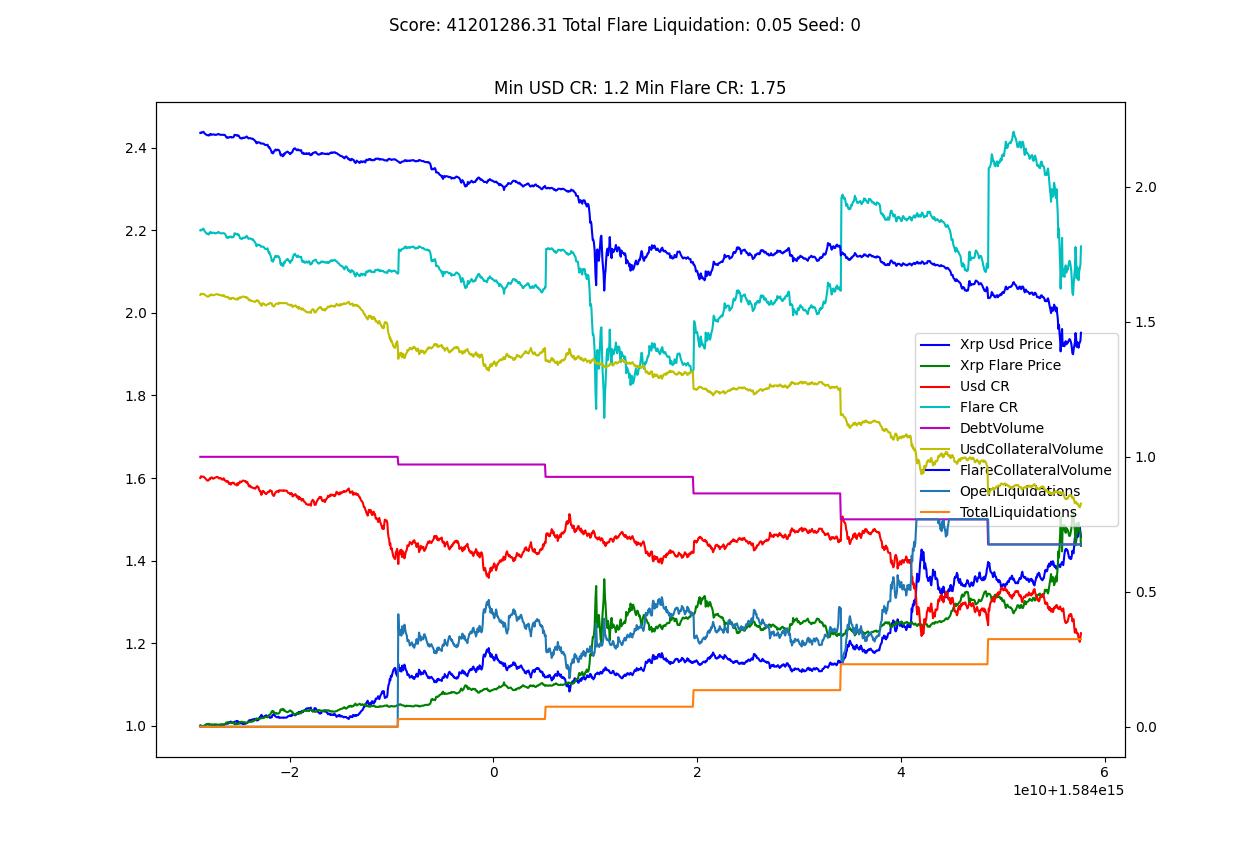 Score: 41201286.31 Total Flare Liquidation: 0.05 Seed: 0
Min USD CR: 1.2 Min Flare CR: 1.75
2.4
2.2
2.0
1.8
1.6
1.4
1.2
1.0
2.0
1.5
1.0
0.5
0.0
Xrp Usd Price
Xrp Flare Price
Usd CR
Flare CR
DebtVolume
UsdCollateralVolume
FlareCollateralVolume
OpenLiquidations
TotalLiquidations
−2 0 2 4 6
1e10+1.584e15